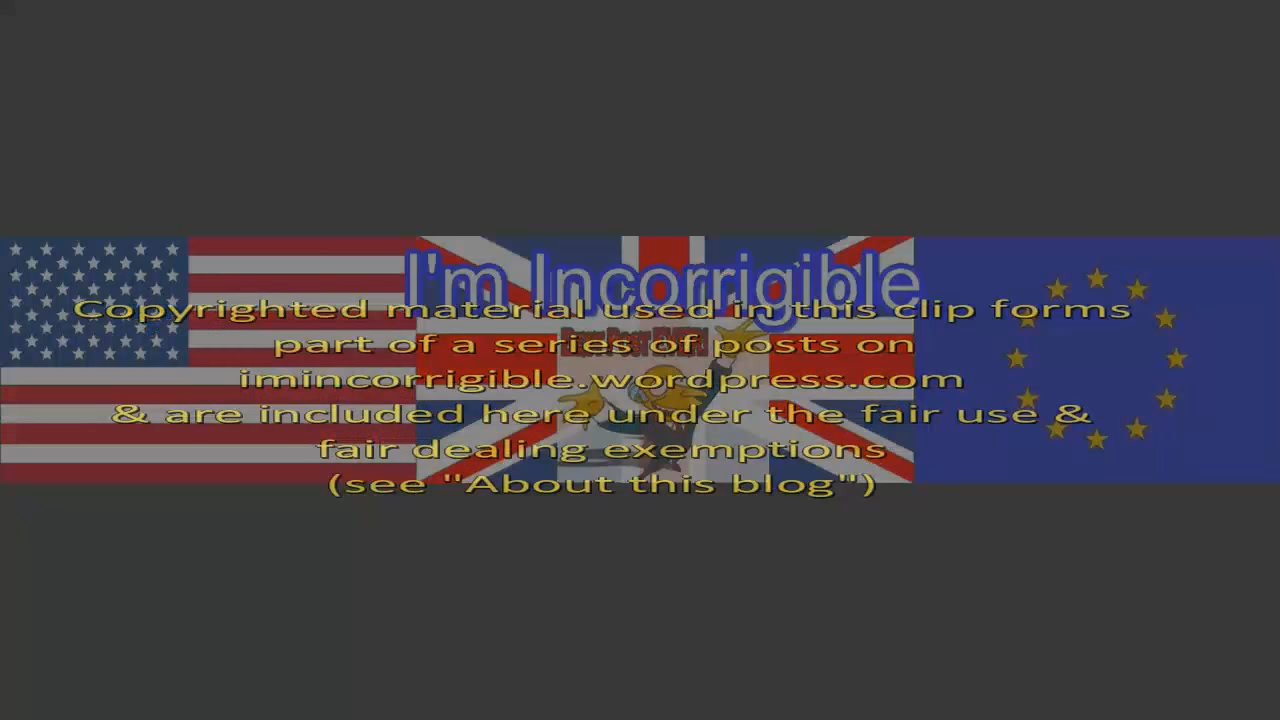 I'm Incorrigible
Copyrighted material used in this clip forms
part of a series of posts on
imincorrigible.wordpress.com
& are included here under the fair use &
fair dealing exemptions
(see "About this blog")